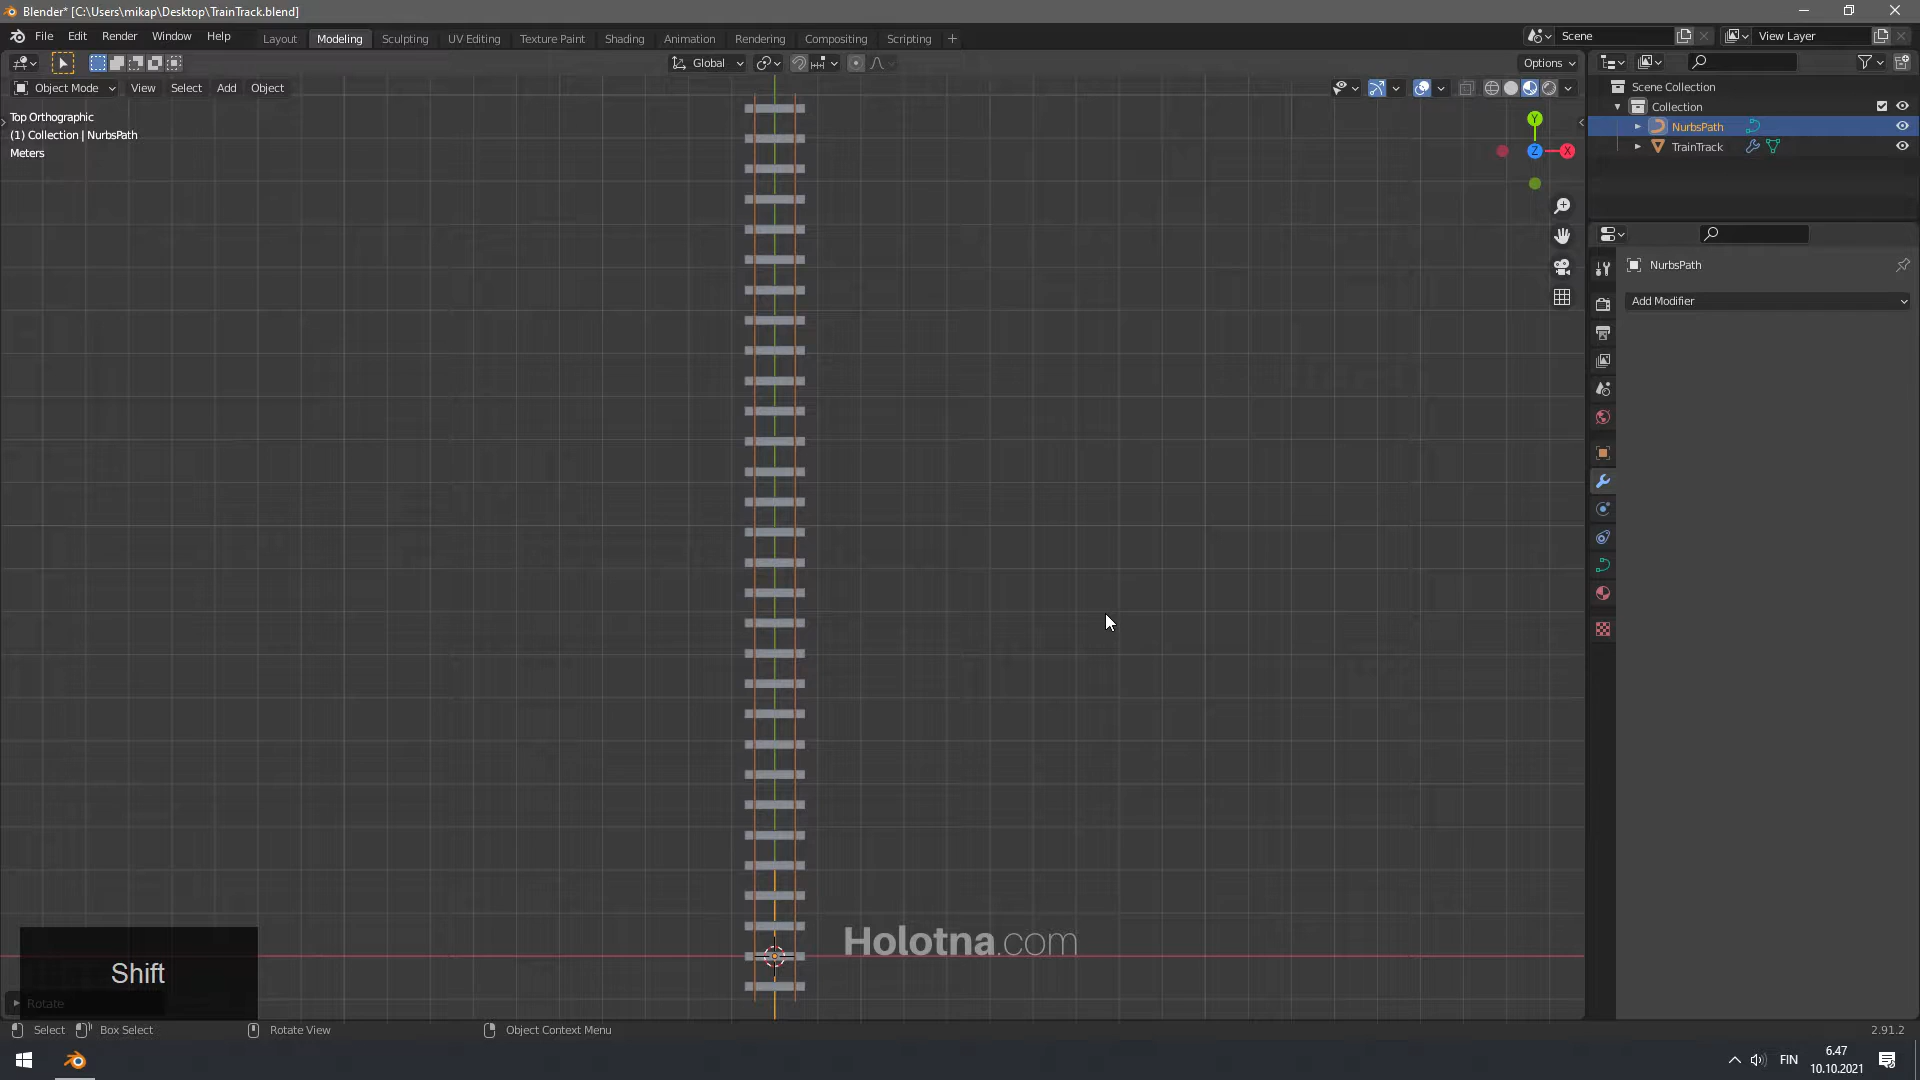 Blender* [C:\Users\mikap\Desktop\TrainTrack.blend]
File Edit Render Window Help Layout Modeling Sculpting UV Editing Texture Paint Shading Animation Rendering Compositing Scripting + Scene View Layer
Global Options
Object Mode View Select Add Object
Top Orthographic
(1) Collection | NurbsPath
Meters
Scene Collection
Collection
NurbsPath
TrainTrack
Y
Z
X
NurbsPath
Add Modifier
Holotna.com
Shift
Rotate
Select Box Select Rotate View Object Context Menu 2.91.2
FIN
6.47
10.10.2021